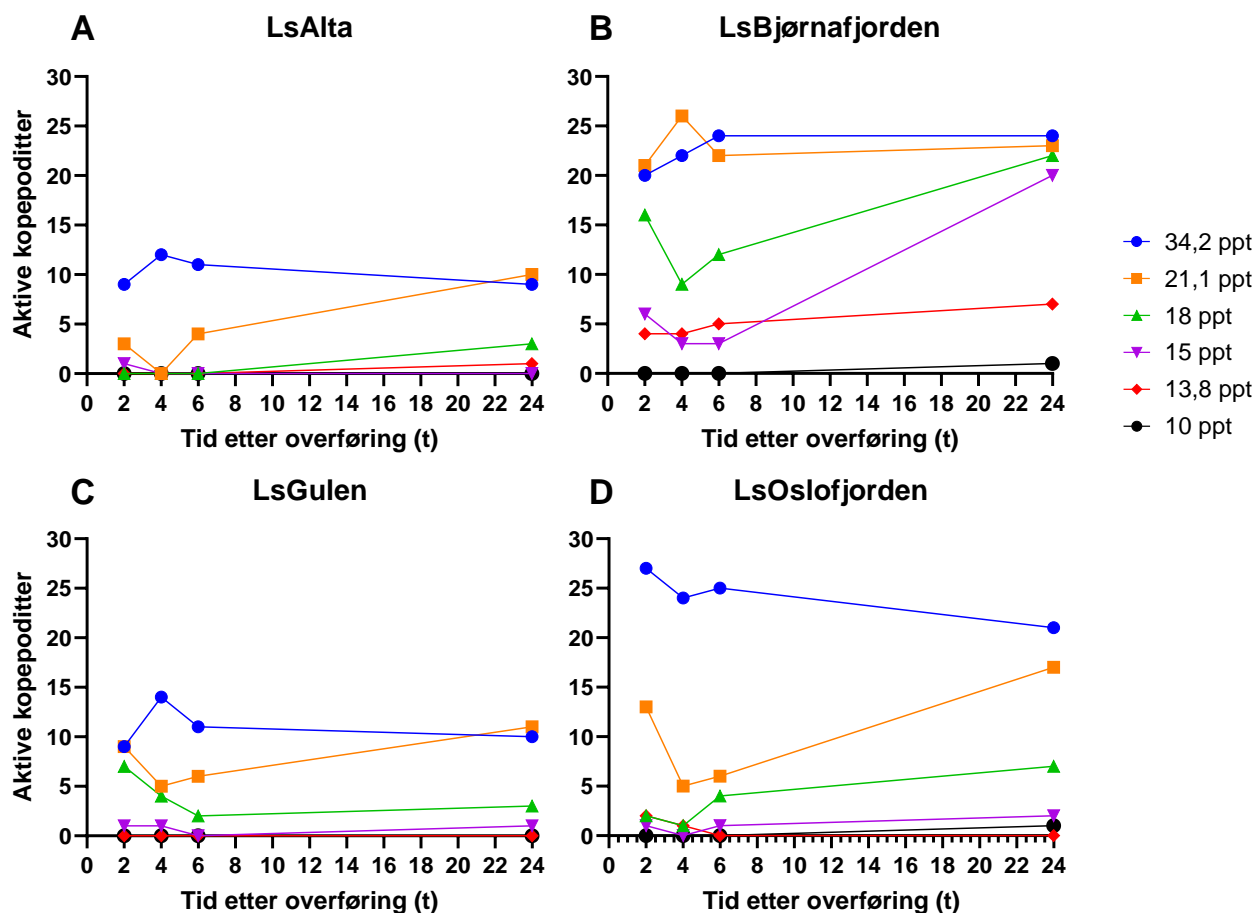 A LsAlta
Aktive kopepoditter
30
25
20
15
10
5
0
0 2 4 6 8 10 12 14 16 18 20 22 24
Tid etter overføring (t)
B LsBjørnafjorden
30
25
20
15
10
5
0
0 2 4 6 8 10 12 14 16 18 20 22 24
Tid etter overføring (t)
34,2 ppt
21,1 ppt
18 ppt
15 ppt
13,8 ppt
10 ppt
C LsGulen
Aktive kopepoditter
30
25
20
15
10
5
0
0 2 4 6 8 10 12 14 16 18 20 22 24
Tid etter overføring (t)
D LsOslofjorden
30
25
20
15
10
5
0
0 2 4 6 8 10 12 14 16 18 20 22 24
Tid etter overføring (t)